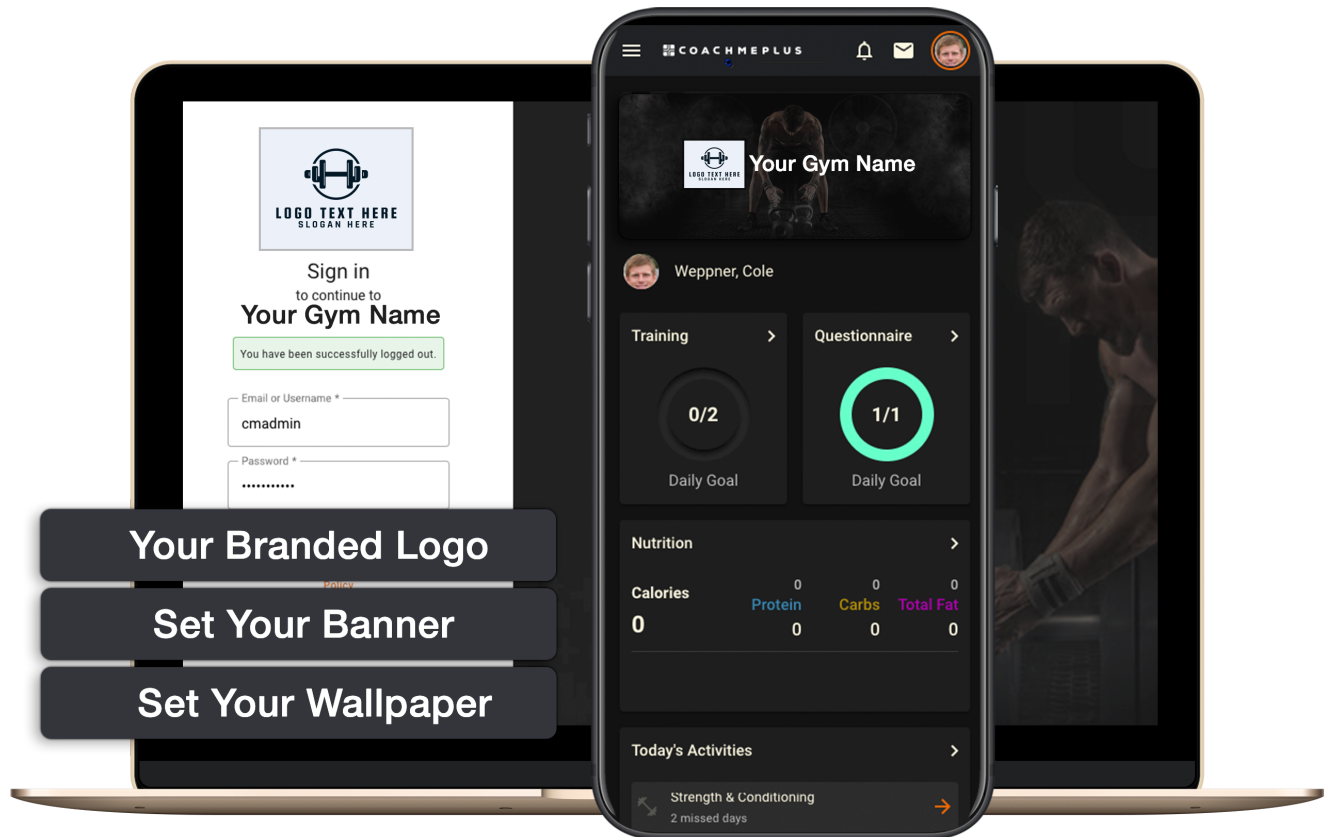 LOGO TEXT HERE
SLOGAN HERE
Sign in
to continue to
Your Gym Name
You have been successfully logged out.
Email or Username *
cmadmin
Password *
•••••••••••
Policy
Your Branded Logo
Set Your Banner
Set Your Wallpaper
COACHMEPLUS
LOGO TEXT HERE
SLOGAN HERE
Your Gym Name
Weppner, Cole
Training
0/2
Daily Goal
Questionnaire
1/1
Daily Goal
Nutrition
Calories
0
0 0 0
Protein Carbs Total Fat
0 0 0
Today's Activities
Strength & Conditioning
2 missed days